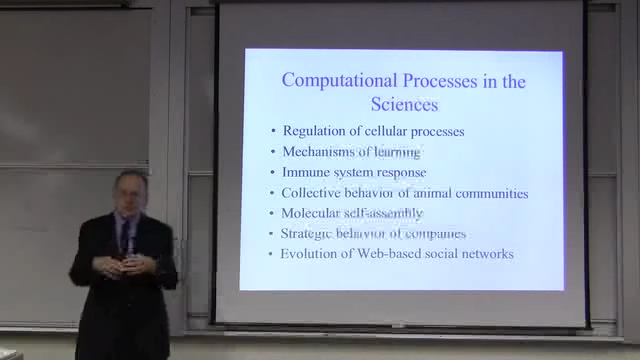 Computational Processes in the
Sciences
• Regulation of cellular processes
• Mechanisms of learning
• Immune system response
• Collective behavior of animal communities
• Molecular self-assembly
• Strategic behavior of companies
• Evolution of Web-based social networks